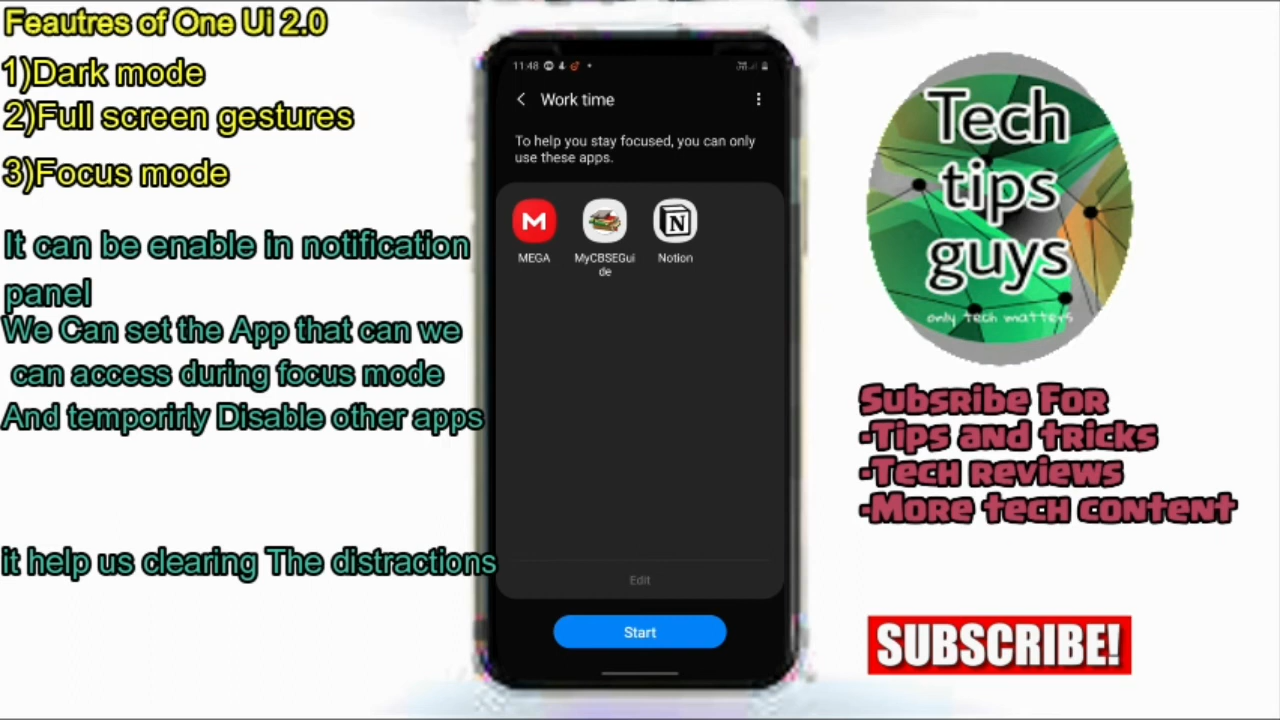 Feautres of One Ui 2.0
1)Dark mode
2)Full screen gestures
3)Focus mode
It can be enable in notification
panel
We Can set the App that can we
can access during focus mode
And temporirly Disable other apps
it help us clearing The distractions
11:48
Work time
To help you stay focused, you can only
use these apps.
MEGA
MyCBSEGui
de
Notion
Edit
Start
Tech
tips
guys
only tech matters
Subsribe For
-Tips and tricks
-Tech reviews
-More tech content
SUBSCRIBE!